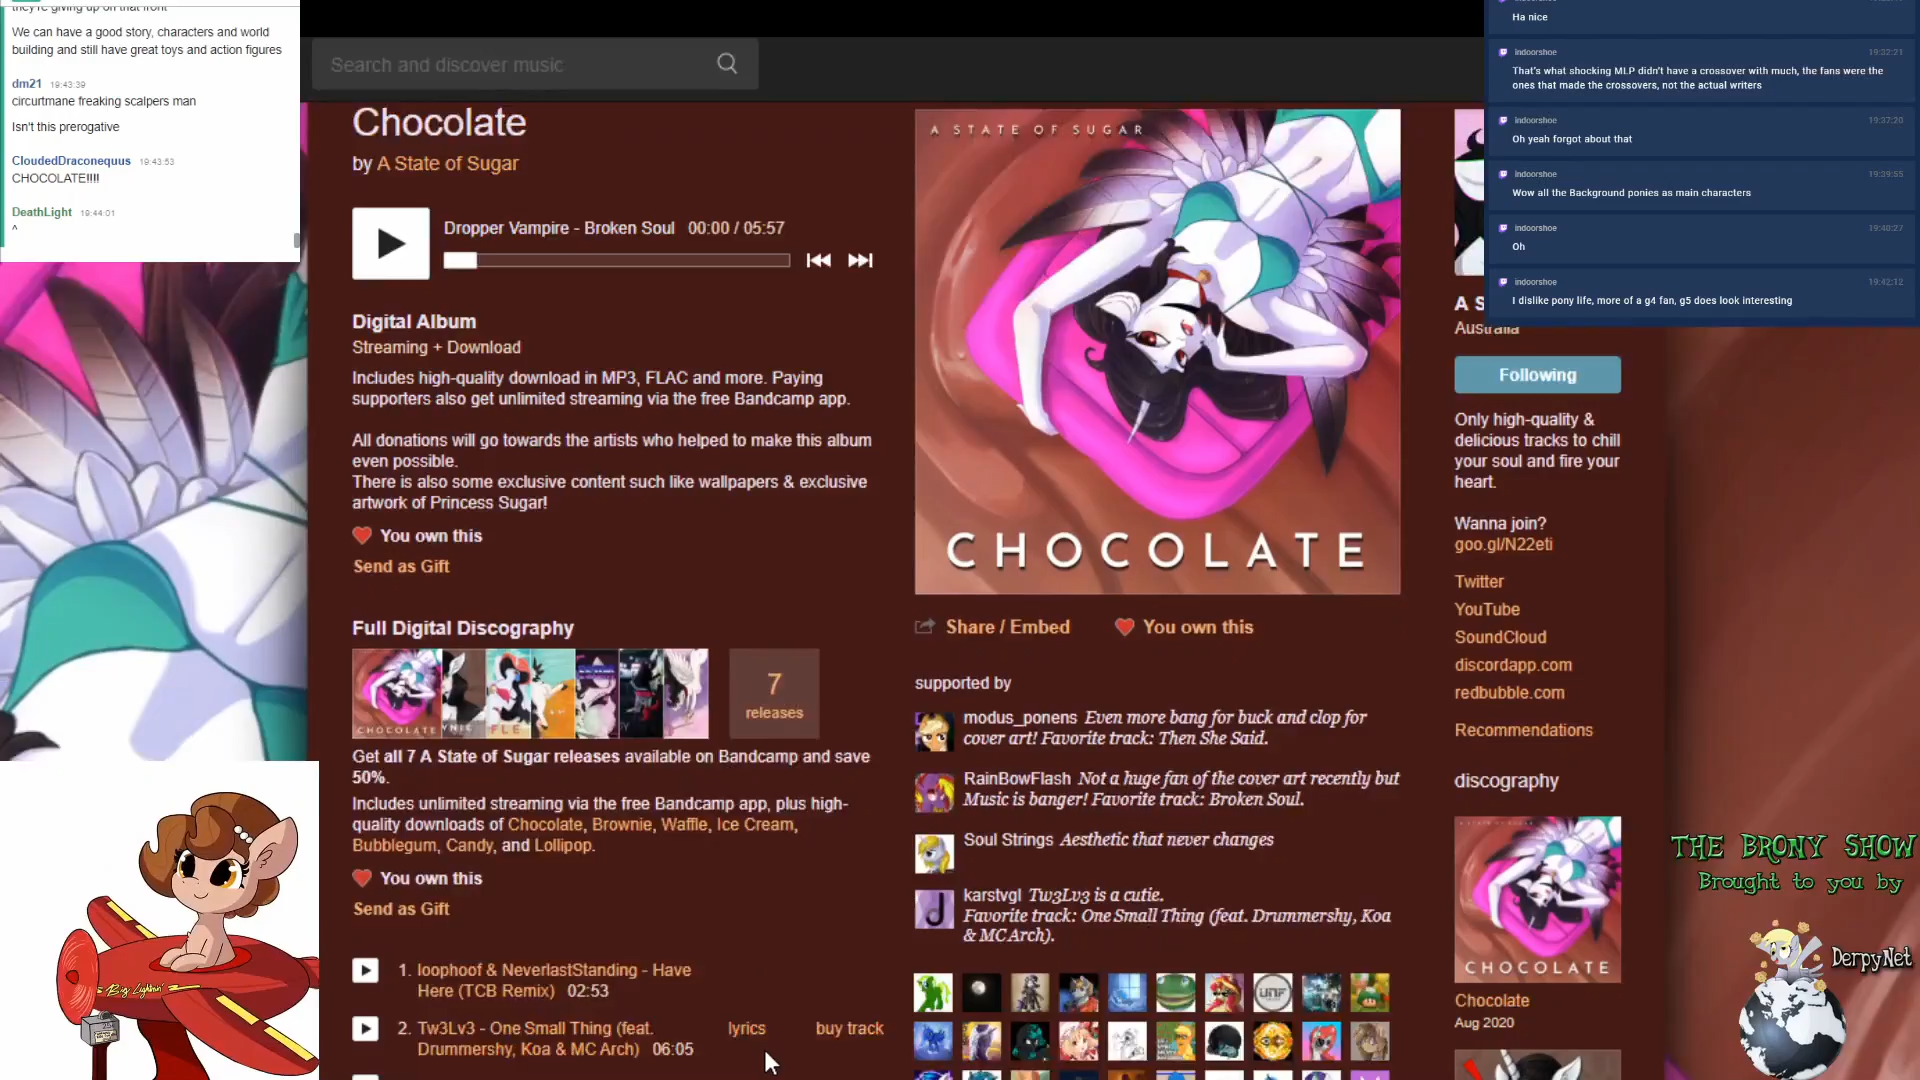 they're giving up on that front
We can have a good story, characters and world
building and still have great toys and action figures
dm21 19:43:39
circurtmane freaking scalpers man
Isn't this prerogative
CloudedDraconequus 19:43:53
CHOCOLATE!!!!
DeathLight 19:44:01
^
Search and discover music
Chocolate
by A State of Sugar
Dropper Vampire - Broken Soul 00:00 / 05:57
Digital Album
Streaming + Download
Includes high-quality download in MP3, FLAC and more. Paying
supporters also get unlimited streaming via the free Bandcamp app.
All donations will go towards the artists who helped to make this album
even possible.
There is also some exclusive content such like wallpapers & exclusive
artwork of Princess Sugar!
You own this
Send as Gift
Full Digital Discography
CHOCOLATE
7
releases
Get all 7 A State of Sugar releases available on Bandcamp and save
50%.
Includes unlimited streaming via the free Bandcamp app, plus high-
quality downloads of Chocolate, Brownie, Waffle, Ice Cream,
Bubblegum, Candy, and Lollipop.
You own this
Send as Gift
1. loophoof & NeverlastStanding - Have
Here (TCB Remix) 02:53
2. Tw3Lv3 - One Small Thing (feat.
Drummershy, Koa & MC Arch) 06:05
lyrics
buy track
A STATE OF SUGAR
CHOCOLATE
Share / Embed
You own this
supported by
modus_ponens Even more bang for buck and clop for
cover art! Favorite track: Then She Said.
RainBowFlash Not a huge fan of the cover art recently but
Music is banger! Favorite track: Broken Soul.
Soul Strings Aesthetic that never changes
karstvgl Tw3Lv3 is a cutie.
Favorite track: One Small Thing (feat. Drummershy, Koa
& MC Arch).
UNF
Ha nice
indoorshoe 19:32:21
That's what shocking MLP didn't have a crossover with much, the fans were the
ones that made the crossovers, not the actual writers
indoorshoe 19:37:20
Oh yeah forgot about that
indoorshoe 19:39:55
Wow all the Background ponies as main characters
indoorshoe 19:40:27
Oh
indoorshoe 19:42:12
I dislike pony life, more of a g4 fan, g5 does look interesting
A S
Australia
Following
Only high-quality &
delicious tracks to chill
your soul and fire your
heart.
Wanna join?
goo.gl/N22eti
Twitter
YouTube
SoundCloud
discordapp.com
redbubble.com
Recommendations
discography
CHOCOLATE
Chocolate
Aug 2020
THE BRONY SHOW
Brought to you by
DerpyNet
Big Lightnin'